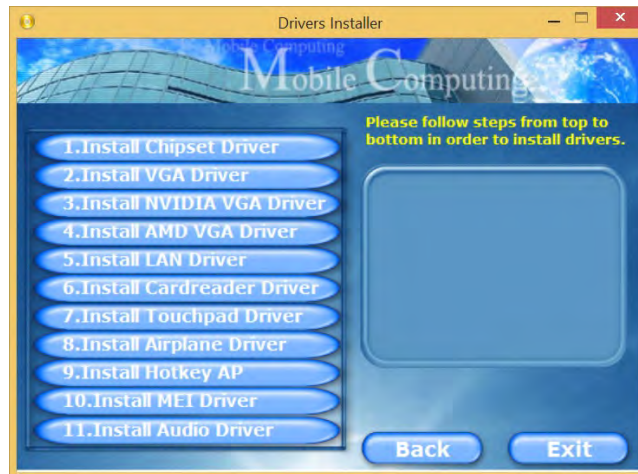 Drivers Installer
Mobile Computing
Mobile Computing
Please follow steps from top to
bottom in order to install drivers.
1.Install Chipset Driver
2.Install VGA Driver
3.Install NVIDIA VGA Driver
4.Install AMD VGA Driver
5.Install LAN Driver
6.Install Cardreader Driver
7.Install Touchpad Driver
8.Install Airplane Driver
9.Install Hotkey AP
10.Install MEI Driver
11.Install Audio Driver
Back
Exit